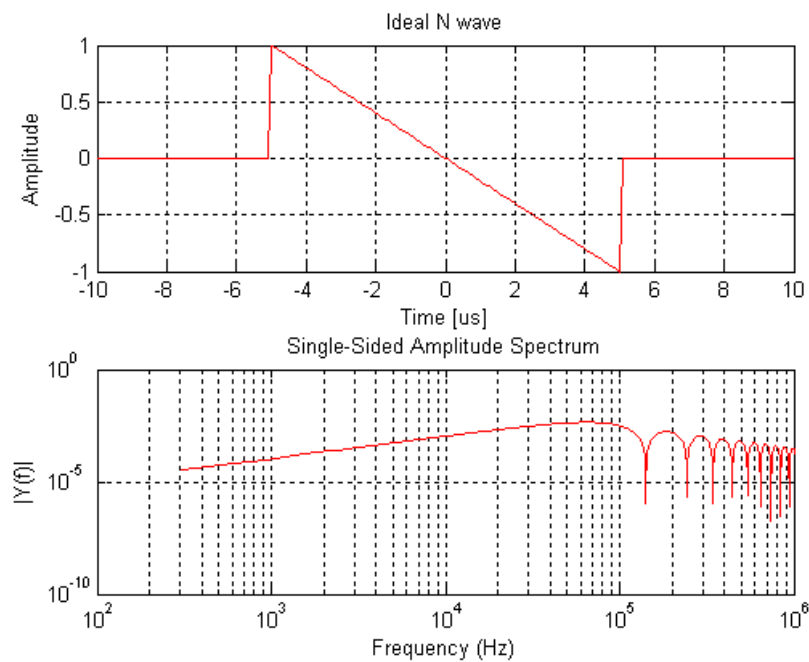 Ideal N wave
1
0.5
0
-0.5
-1
Amplitude
-10 -8 -6 -4 -2 0 2 4 6 8 10
Time [us]
Single-Sided Amplitude Spectrum
10^0
10^-5
10^-10
|Y(f)|
10^2 10^3 10^4 10^5 10^6
Frequency (Hz)